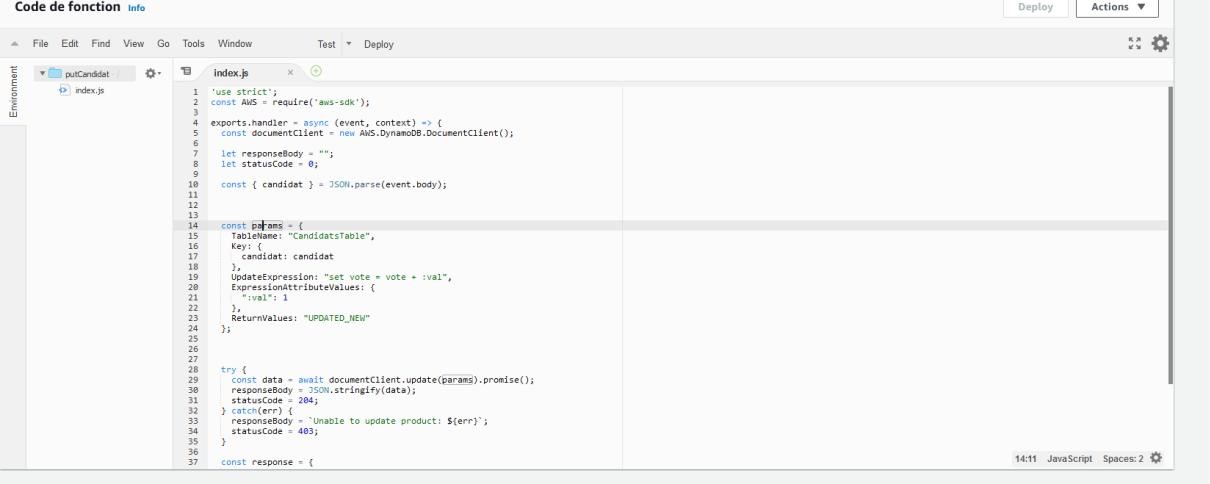 Code de fonction Info
Deploy
Actions
File Edit Find View Go Tools Window Test Deploy
Environment
putCandidat /
index.js
index.js
1 'use strict';
2 const AWS = require('aws-sdk');
3
4 exports.handler = async (event, context) => {
5 const documentClient = new AWS.DynamoDB.DocumentClient();
6
7 let responseBody = "";
8 let statusCode = 0;
9
10 const { candidat } = JSON.parse(event.body);
11
12
13
14 const params = {
15 TableName: "CandidatsTable",
16 Key: {
17 candidat: candidat
18 },
19 UpdateExpression: "set vote = vote + :val",
20 ExpressionAttributeValues: {
21 ":val": 1
22 },
23 ReturnValues: "UPDATED_NEW"
24 };
25
26
27
28 try {
29 const data = await documentClient.update(params).promise();
30 responseBody = JSON.stringify(data);
31 statusCode = 204;
32 } catch(err) {
33 responseBody = `Unable to update product: ${err}`;
34 statusCode = 403;
35 }
36
37 const response = {
14:11 JavaScript Spaces: 2